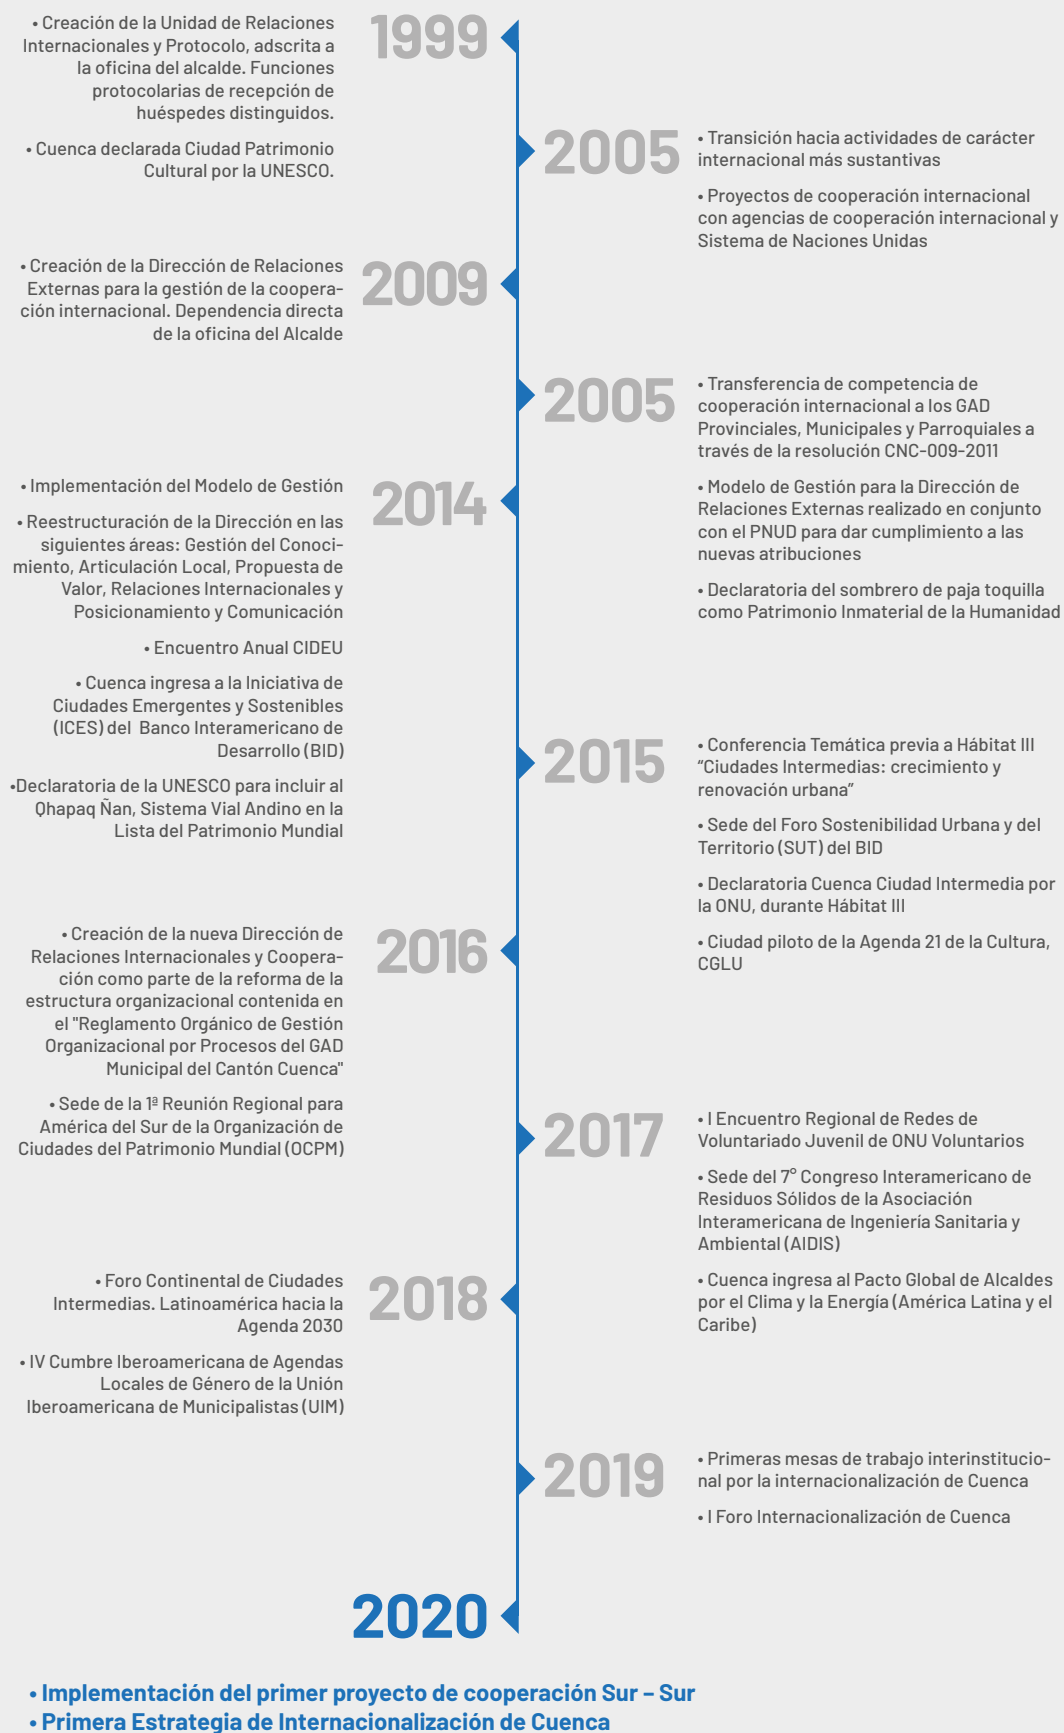 1999
• Creación de la Unidad de Relaciones
Internacionales y Protocolo, adscrita a
la oficina del alcalde. Funciones
protocolarias de recepción de
huéspedes distinguidos.
• Cuenca declarada Ciudad Patrimonio
Cultural por la UNESCO.
2005
• Transición hacia actividades de carácter
internacional más sustantivas
• Proyectos de cooperación internacional
con agencias de cooperación internacional y
Sistema de Naciones Unidas
2009
• Creación de la Dirección de Relaciones
Externas para la gestión de la coopera-
ción internacional. Dependencia directa
de la oficina del Alcalde
2005
• Transferencia de competencia de
cooperación internacional a los GAD
Provinciales, Municipales y Parroquiales a
través de la resolución CNC-009-2011
• Modelo de Gestión para la Dirección de
Relaciones Externas realizado en conjunto
con el PNUD para dar cumplimiento a las
nuevas atribuciones
• Declaratoria del sombrero de paja toquilla
como Patrimonio Inmaterial de la Humanidad
2014
• Implementación del Modelo de Gestión
• Reestructuración de la Dirección en las
siguientes áreas: Gestión del Conoci-
miento, Articulación Local, Propuesta de
Valor, Relaciones Internacionales y
Posicionamiento y Comunicación
• Encuentro Anual CIDEU
• Cuenca ingresa a la Iniciativa de
Ciudades Emergentes y Sostenibles
(ICES) del Banco Interamericano de
Desarrollo (BID)
•Declaratoria de la UNESCO para incluir al
Qhapaq Ñan, Sistema Vial Andino en la
Lista del Patrimonio Mundial
2015
• Conferencia Temática previa a Hábitat III
“Ciudades Intermedias: crecimiento y
renovación urbana”
• Sede del Foro Sostenibilidad Urbana y del
Territorio (SUT) del BID
• Declaratoria Cuenca Ciudad Intermedia por
la ONU, durante Hábitat III
• Ciudad piloto de la Agenda 21 de la Cultura,
CGLU
2016
• Creación de la nueva Dirección de
Relaciones Internacionales y Coopera-
ción como parte de la reforma de la
estructura organizacional contenida en
el "Reglamento Orgánico de Gestión
Organizacional por Procesos del GAD
Municipal del Cantón Cuenca"
• Sede de la 1ª Reunión Regional para
América del Sur de la Organización de
Ciudades del Patrimonio Mundial (OCPM)
2017
• I Encuentro Regional de Redes de
Voluntariado Juvenil de ONU Voluntarios
• Sede del 7° Congreso Interamericano de
Residuos Sólidos de la Asociación
Interamericana de Ingeniería Sanitaria y
Ambiental (AIDIS)
• Cuenca ingresa al Pacto Global de Alcaldes
por el Clima y la Energía (América Latina y el
Caribe)
2018
• Foro Continental de Ciudades
Intermedias. Latinoamérica hacia la
Agenda 2030
• IV Cumbre Iberoamericana de Agendas
Locales de Género de la Unión
Iberoamericana de Municipalistas (UIM)
2019
• Primeras mesas de trabajo interinstitucio-
nal por la internacionalización de Cuenca
• I Foro Internacionalización de Cuenca
2020
• Implementación del primer proyecto de cooperación Sur – Sur
• Primera Estrategia de Internacionalización de Cuenca